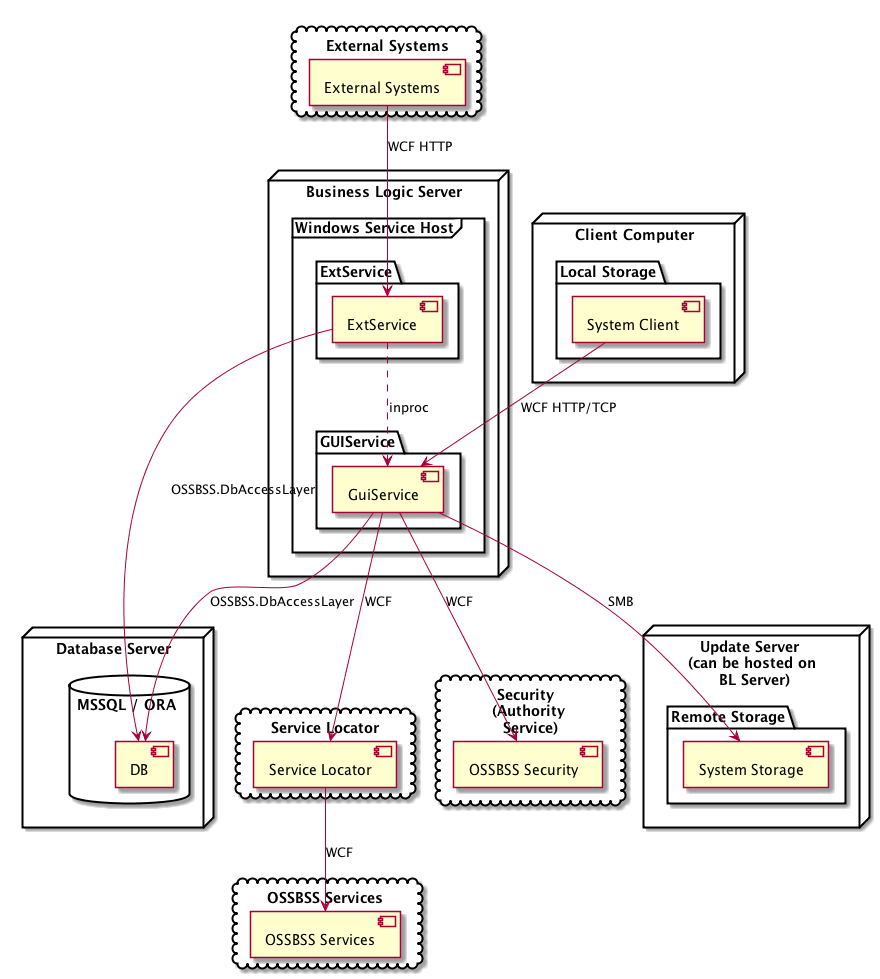 External Systems
External Systems
WCF HTTP
Business Logic Server
Windows Service Host
ExtService
ExtService
Client Computer
Local Storage
System Client
inproc
WCF HTTP/TCP
GUIService
GuiService
OSSBSS.DbAccessLayer
OSSBSS.DbAccessLayer
WCF
WCF
SMB
Database Server
MSSQL / ORA
DB
Service Locator
Service Locator
Security
(Authority
Service)
OSSBSS Security
Update Server
(can be hosted on
BL Server)
Remote Storage
System Storage
WCF
OSSBSS Services
OSSBSS Services